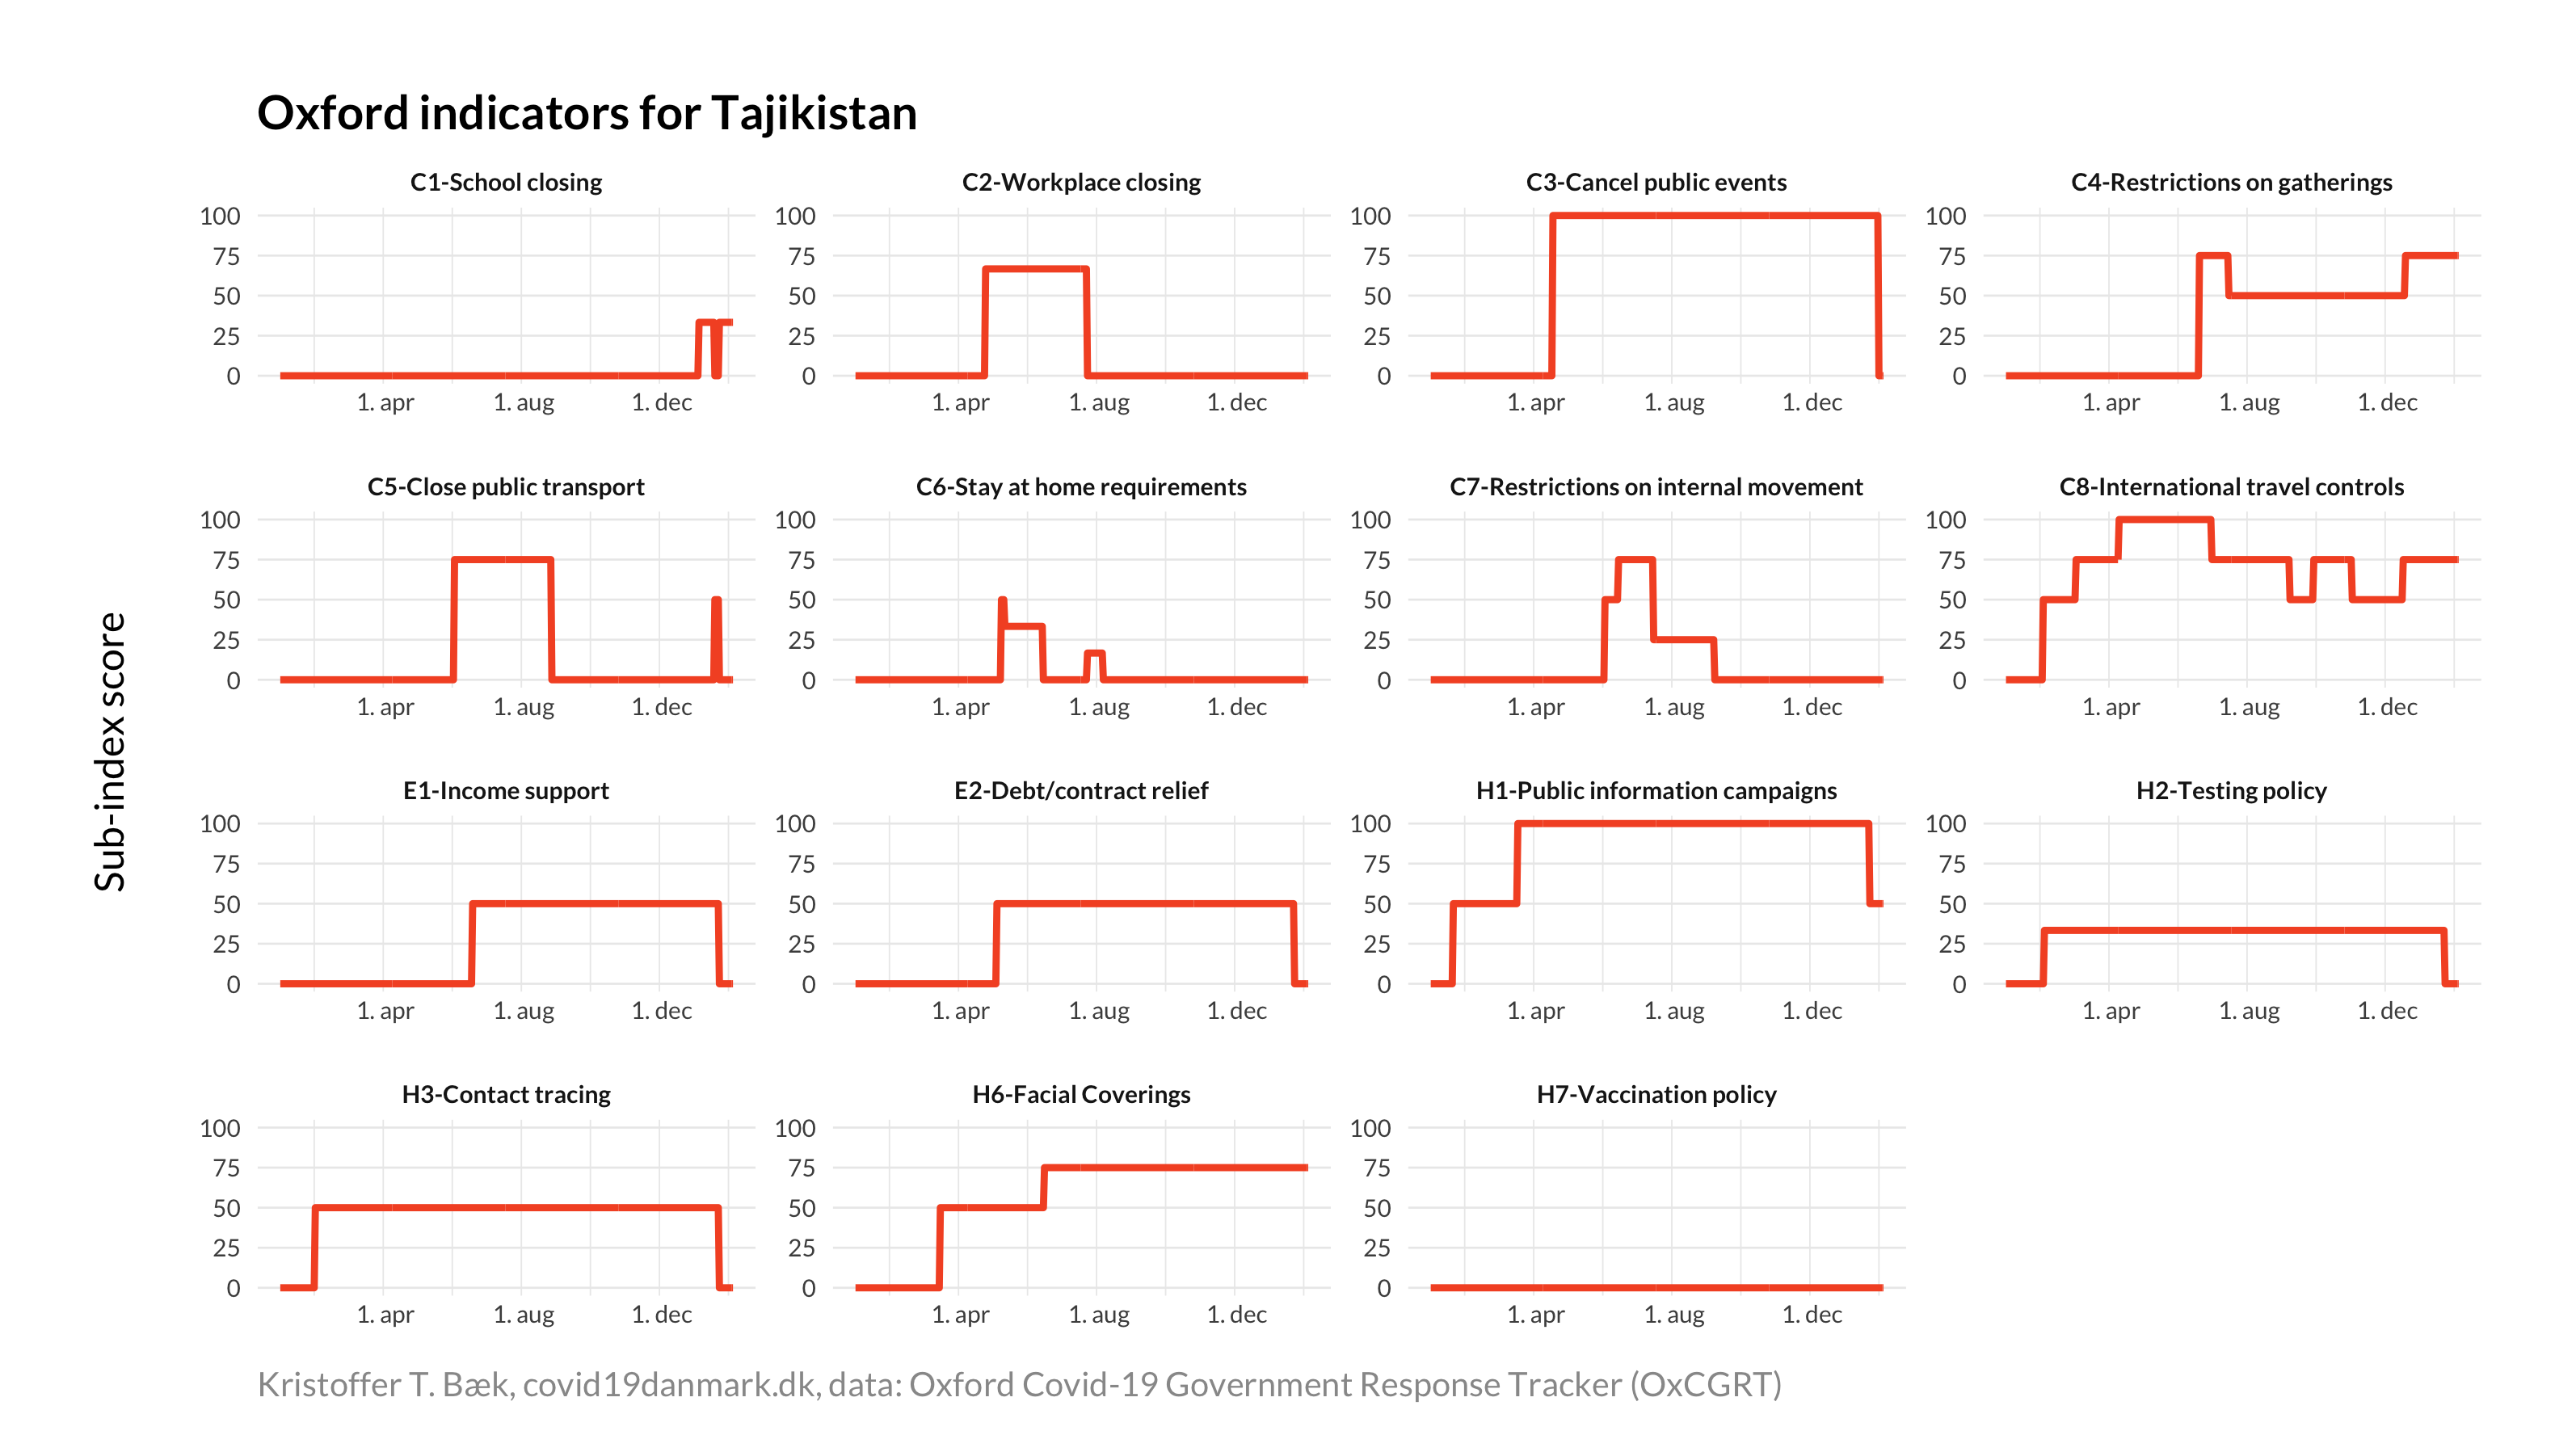 Oxford indicators for Tajikistan
C1-School closing
C2-Workplace closing
C3-Cancel public events
C4-Restrictions on gatherings
100
75
50
25
0
1. apr
1. aug
1. dec
100
75
50
25
0
1. apr
1. aug
1. dec
100
75
50
25
0
1. apr
1. aug
1. dec
100
75
50
25
0
1. apr
1. aug
1. dec
C5-Close public transport
C6-Stay at home requirements
C7-Restrictions on internal movement
C8-International travel controls
100
75
50
25
0
1. apr
1. aug
1. dec
100
75
50
25
0
1. apr
1. aug
1. dec
100
75
50
25
0
1. apr
1. aug
1. dec
100
75
50
25
0
1. apr
1. aug
1. dec
Sub-index score
E1-Income support
E2-Debt/contract relief
H1-Public information campaigns
H2-Testing policy
100
75
50
25
0
1. apr
1. aug
1. dec
100
75
50
25
0
1. apr
1. aug
1. dec
100
75
50
25
0
1. apr
1. aug
1. dec
100
75
50
25
0
1. apr
1. aug
1. dec
H3-Contact tracing
H6-Facial Coverings
H7-Vaccination policy
100
75
50
25
0
1. apr
1. aug
1. dec
100
75
50
25
0
1. apr
1. aug
1. dec
100
75
50
25
0
1. apr
1. aug
1. dec
Kristoffer T. Bæk, covid19danmark.dk, data: Oxford Covid-19 Government Response Tracker (OxCGRT)